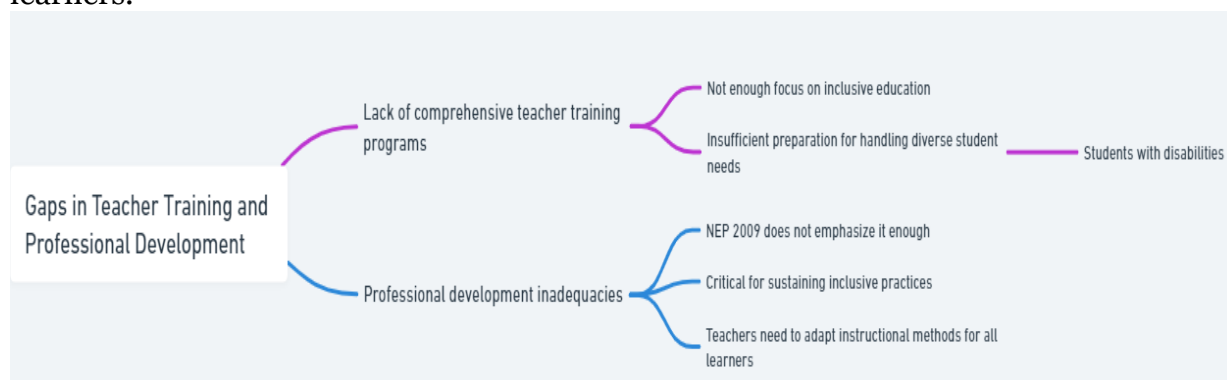 learners.
Not enough focus on inclusive education
Lack of comprehensive teacher training
programs
Insufficient preparation for handling diverse student
needs
Students with disabilities
Gaps in Teacher Training and
Professional Development
NEP 2009 does not emphasize it enough
Professional development inadequacies
Critical for sustaining inclusive practices
Teachers need to adapt instructional methods for all
learners